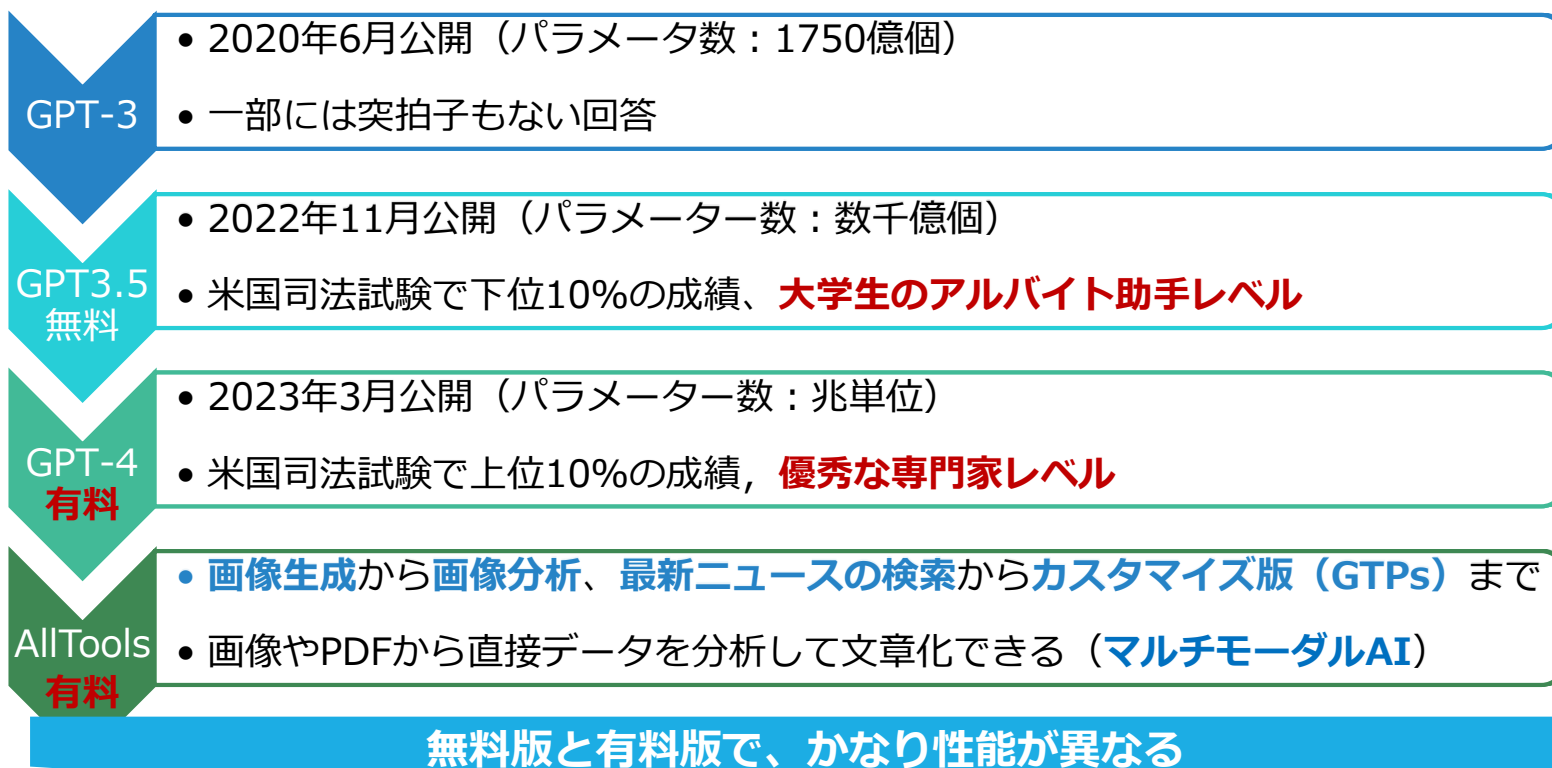 GPT-3
• 2020年6月公開（パラメータ数：1750億個）
• 一部には突拍子もない回答
GPT3.5
無料
• 2022年11月公開（パラメーター数：数千億個）
• 米国司法試験で下位10%の成績、大学生のアルバイト助手レベル
GPT-4
有料
• 2023年3月公開（パラメーター数：兆単位）
• 米国司法試験で上位10%の成績，優秀な専門家レベル
AllTools
有料
• 画像生成から画像分析、最新ニュースの検索からカスタマイズ版（GTPs）まで
• 画像やPDFから直接データを分析して文章化できる（マルチモーダルAI）
無料版と有料版で、かなり性能が異なる